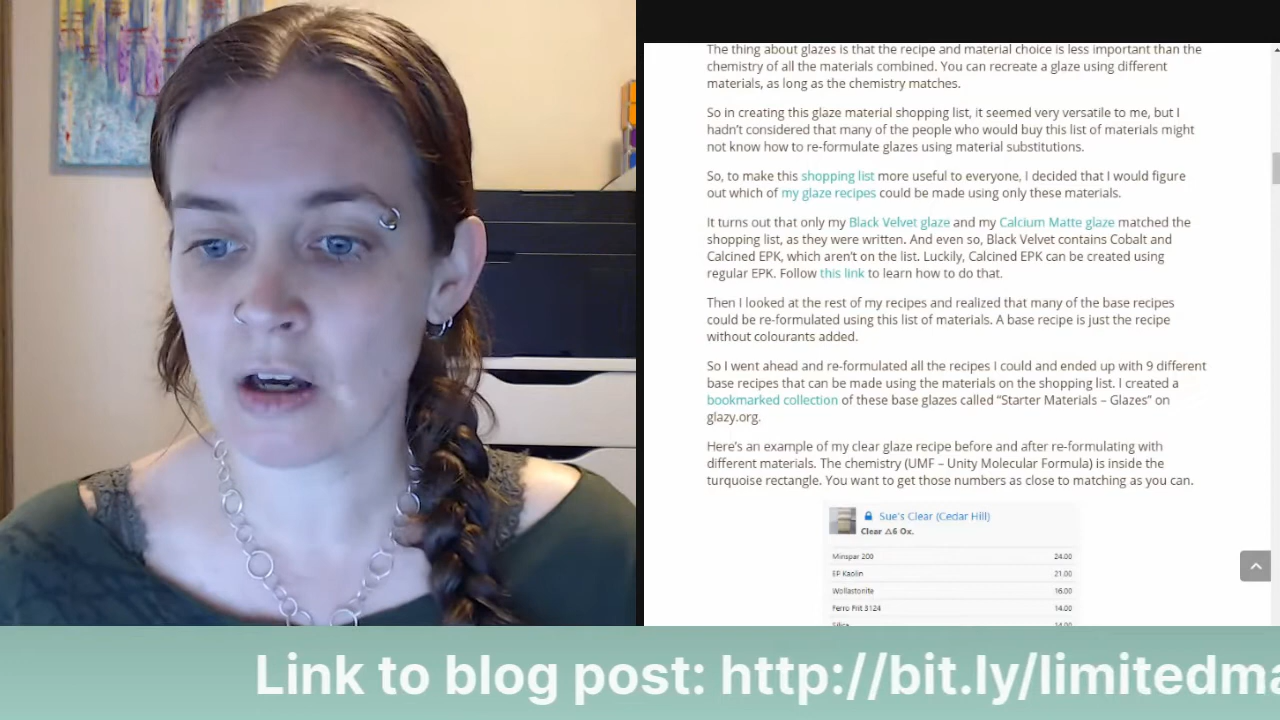 The thing about glazes is that the recipe and material choice is less important than the
chemistry of all the materials combined. You can recreate a glaze using different
materials, as long as the chemistry matches.
So in creating this glaze material shopping list, it seemed very versatile to me, but I
hadn't considered that many of the people who would buy this list of materials might
not know how to re-formulate glazes using material substitutions.
So, to make this shopping list more useful to everyone, I decided that I would figure
out which of my glaze recipes could be made using only these materials.
It turns out that only my Black Velvet glaze and my Calcium Matte glaze matched the
shopping list, as they were written. And even so, Black Velvet contains Cobalt and
Calcined EPK, which aren't on the list. Luckily, Calcined EPK can be created using
regular EPK. Follow this link to learn how to do that.
Then I looked at the rest of my recipes and realized that many of the base recipes
could be re-formulated using this list of materials. A base recipe is just the recipe
without colourants added.
So I went ahead and re-formulated all the recipes I could and ended up with 9 different
base recipes that can be made using the materials on the shopping list. I created a
bookmarked collection of these base glazes called “Starter Materials – Glazes” on
glazy.org.
Here's an example of my clear glaze recipe before and after re-formulating with
different materials. The chemistry (UMF – Unity Molecular Formula) is inside the
turquoise rectangle. You want to get those numbers as close to matching as you can.
Sue's Clear (Cedar Hill)
Clear Δ6 Ox.
Minspar 200 24.00
EP Kaolin 21.00
Wollastonite 16.00
Ferro Frit 3124 14.00
Link to blog post: http://bit.ly/limitedma